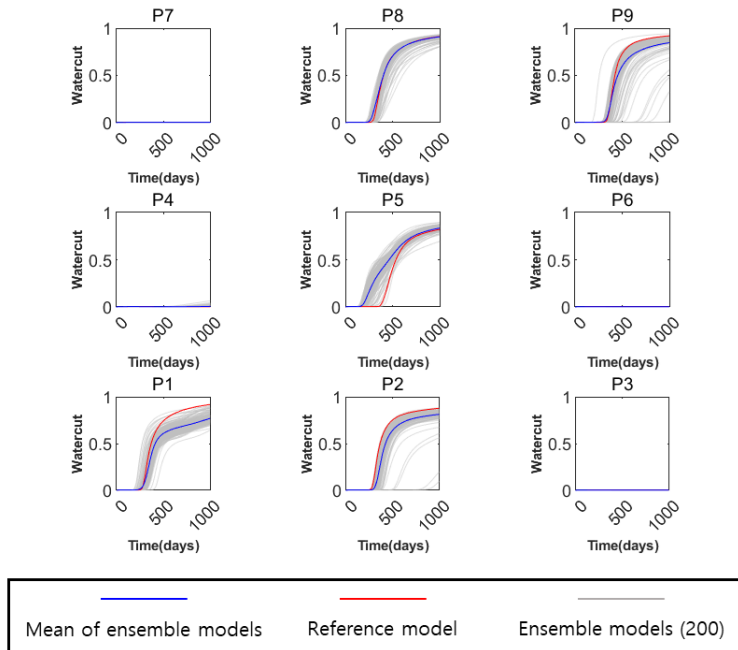 P7
1
0.5
0
Watercut
0
500
1000
Time(days)
P8
1
0.5
0
Watercut
0
500
1000
Time(days)
P9
1
0.5
0
Watercut
0
500
1000
Time(days)
P4
1
0.5
0
Watercut
0
500
1000
Time(days)
P5
1
0.5
0
Watercut
0
500
1000
Time(days)
P6
1
0.5
0
Watercut
0
500
1000
Time(days)
P1
1
0.5
0
Watercut
0
500
1000
Time(days)
P2
1
0.5
0
Watercut
0
500
1000
Time(days)
P3
1
0.5
0
Watercut
0
500
1000
Time(days)
Mean of ensemble models
Reference model
Ensemble models (200)